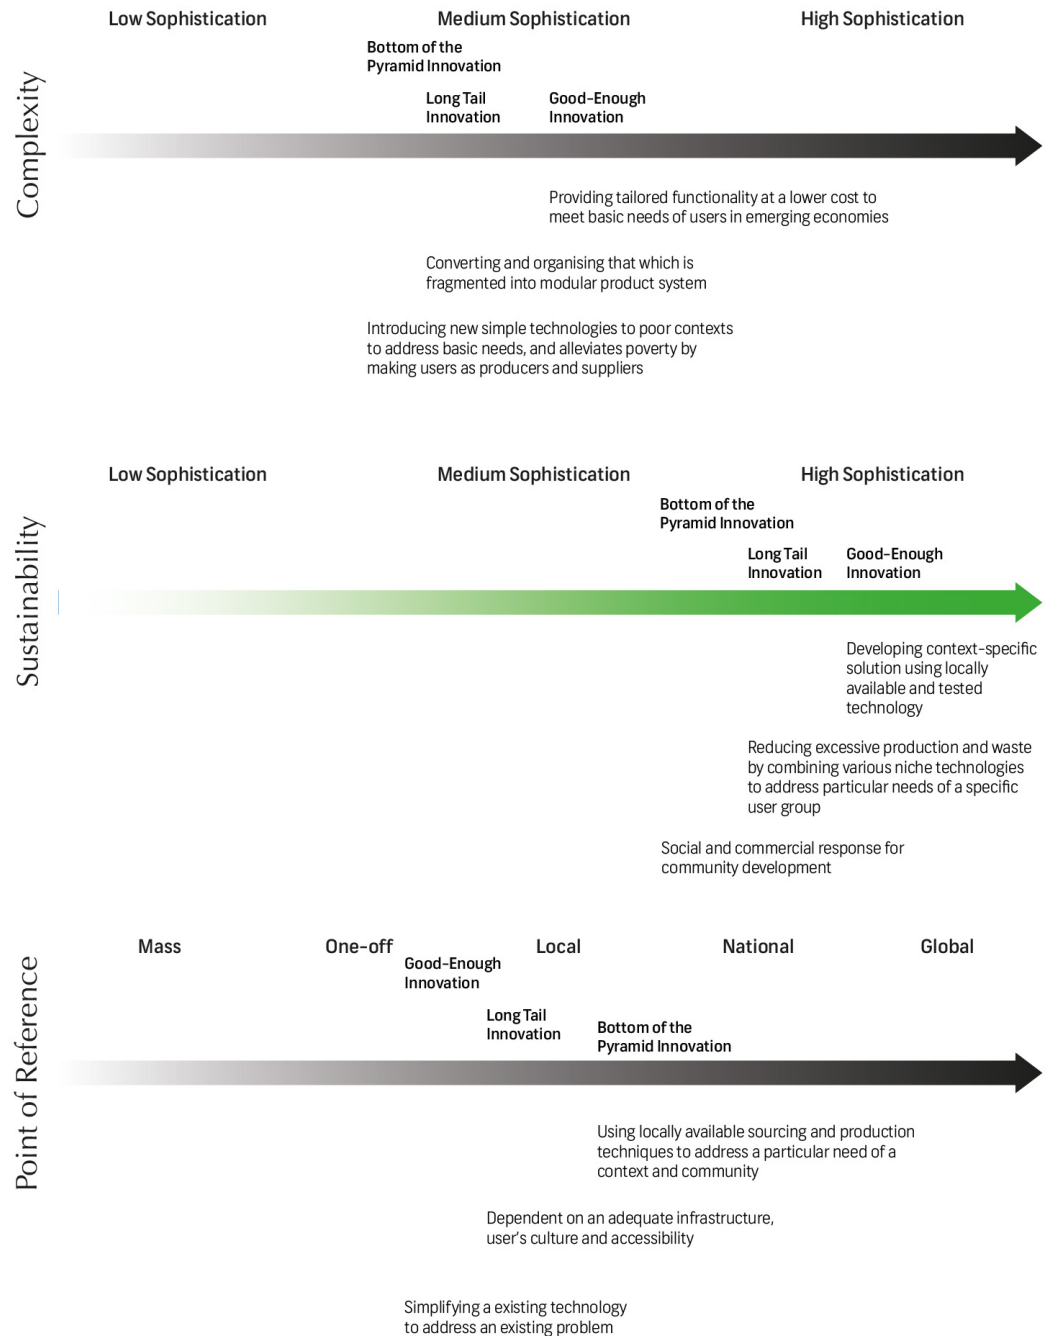 Complexity
Low Sophistication
Medium Sophistication
High Sophistication
Bottom of the
Pyramid Innovation
Long Tail
Innovation
Good-Enough
Innovation
Providing tailored functionality at a lower cost to
meet basic needs of users in emerging economies
Converting and organising that which is
fragmented into modular product system
Introducing new simple technologies to poor contexts
to address basic needs, and alleviates poverty by
making users as producers and suppliers
Sustainability
Low Sophistication
Medium Sophistication
High Sophistication
Bottom of the
Pyramid Innovation
Long Tail
Innovation
Good-Enough
Innovation
Developing context-specific
solution using locally
available and tested
technology
Reducing excessive production and waste
by combining various niche technologies
to address particular needs of a specific
user group
Social and commercial response for
community development
Point of Reference
Mass
One-off
Local
National
Global
Good-Enough
Innovation
Long Tail
Innovation
Bottom of the
Pyramid Innovation
Using locally available sourcing and production
techniques to address a particular need of a
context and community
Dependent on an adequate infrastructure,
user's culture and accessibility
Simplifying a existing technology
to address an existing problem